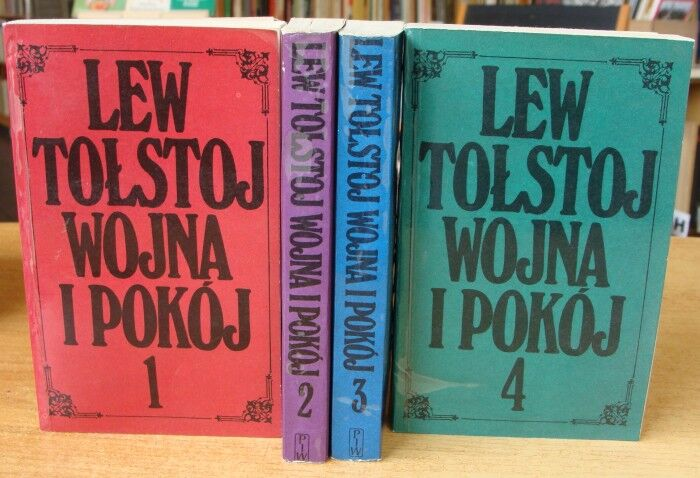 LEW
TOŁSTOJ
WOJNA
I POKÓJ
1
LEW TOŁSTOJ WOJNA I POKÓJ
2
PIW
LEW TOŁSTOJ WOJNA I POKÓJ
3
PIW
LEW
TOŁSTOJ
WOJNA
I POKÓJ
4
H